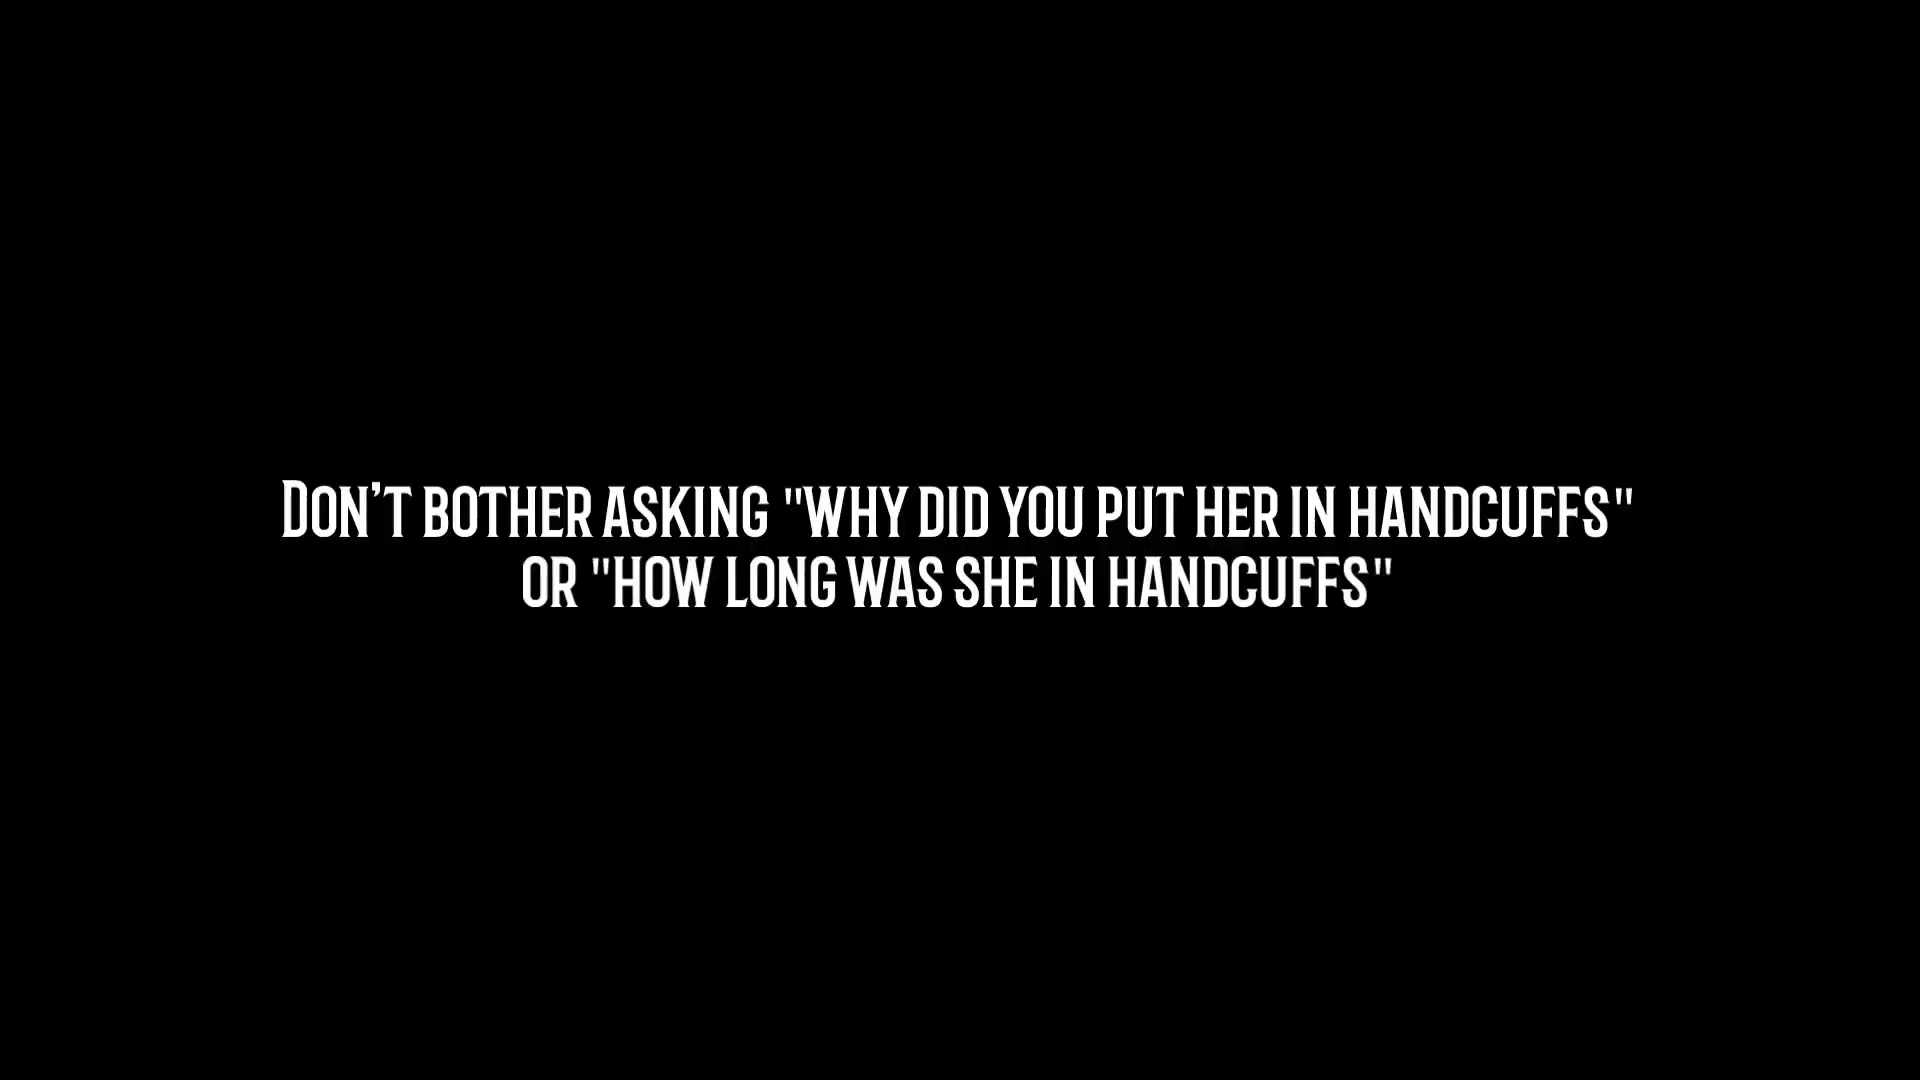 Don’t bother asking "why did you put her in handcuffs"
or "how long was she in handcuffs"